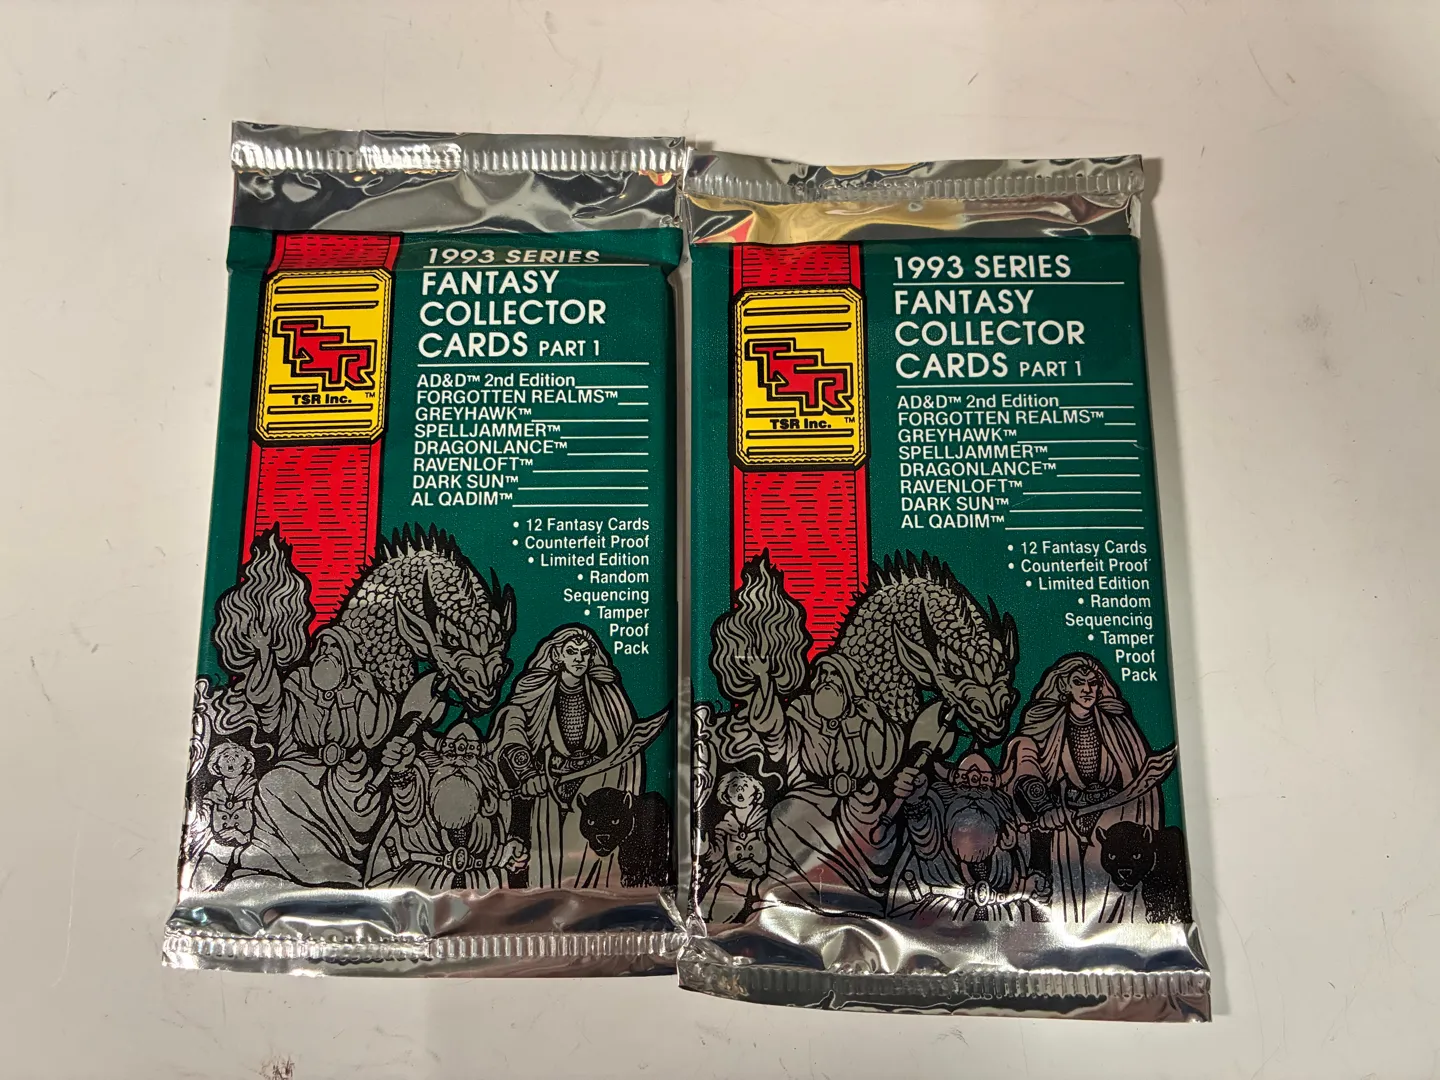 1993 SERIES
FANTASY
COLLECTOR
CARDS PART 1
TSR
TSR Inc.™
AD&D™ 2nd Edition
FORGOTTEN REALMS™
GREYHAWK™
SPELLJAMMER™
DRAGONLANCE™
RAVENLOFT™
DARK SUN™
AL QADIM™
• 12 Fantasy Cards
• Counterfeit Proof
• Limited Edition
• Random
Sequencing
• Tamper
Proof
Pack
1993 SERIES
FANTASY
COLLECTOR
CARDS PART 1
TSR
TSR Inc.™
AD&D™ 2nd Edition
FORGOTTEN REALMS™
GREYHAWK™
SPELLJAMMER™
DRAGONLANCE™
RAVENLOFT™
DARK SUN™
AL QADIM™
• 12 Fantasy Cards
• Counterfeit Proof
• Limited Edition
• Random
Sequencing
• Tamper
Proof
Pack